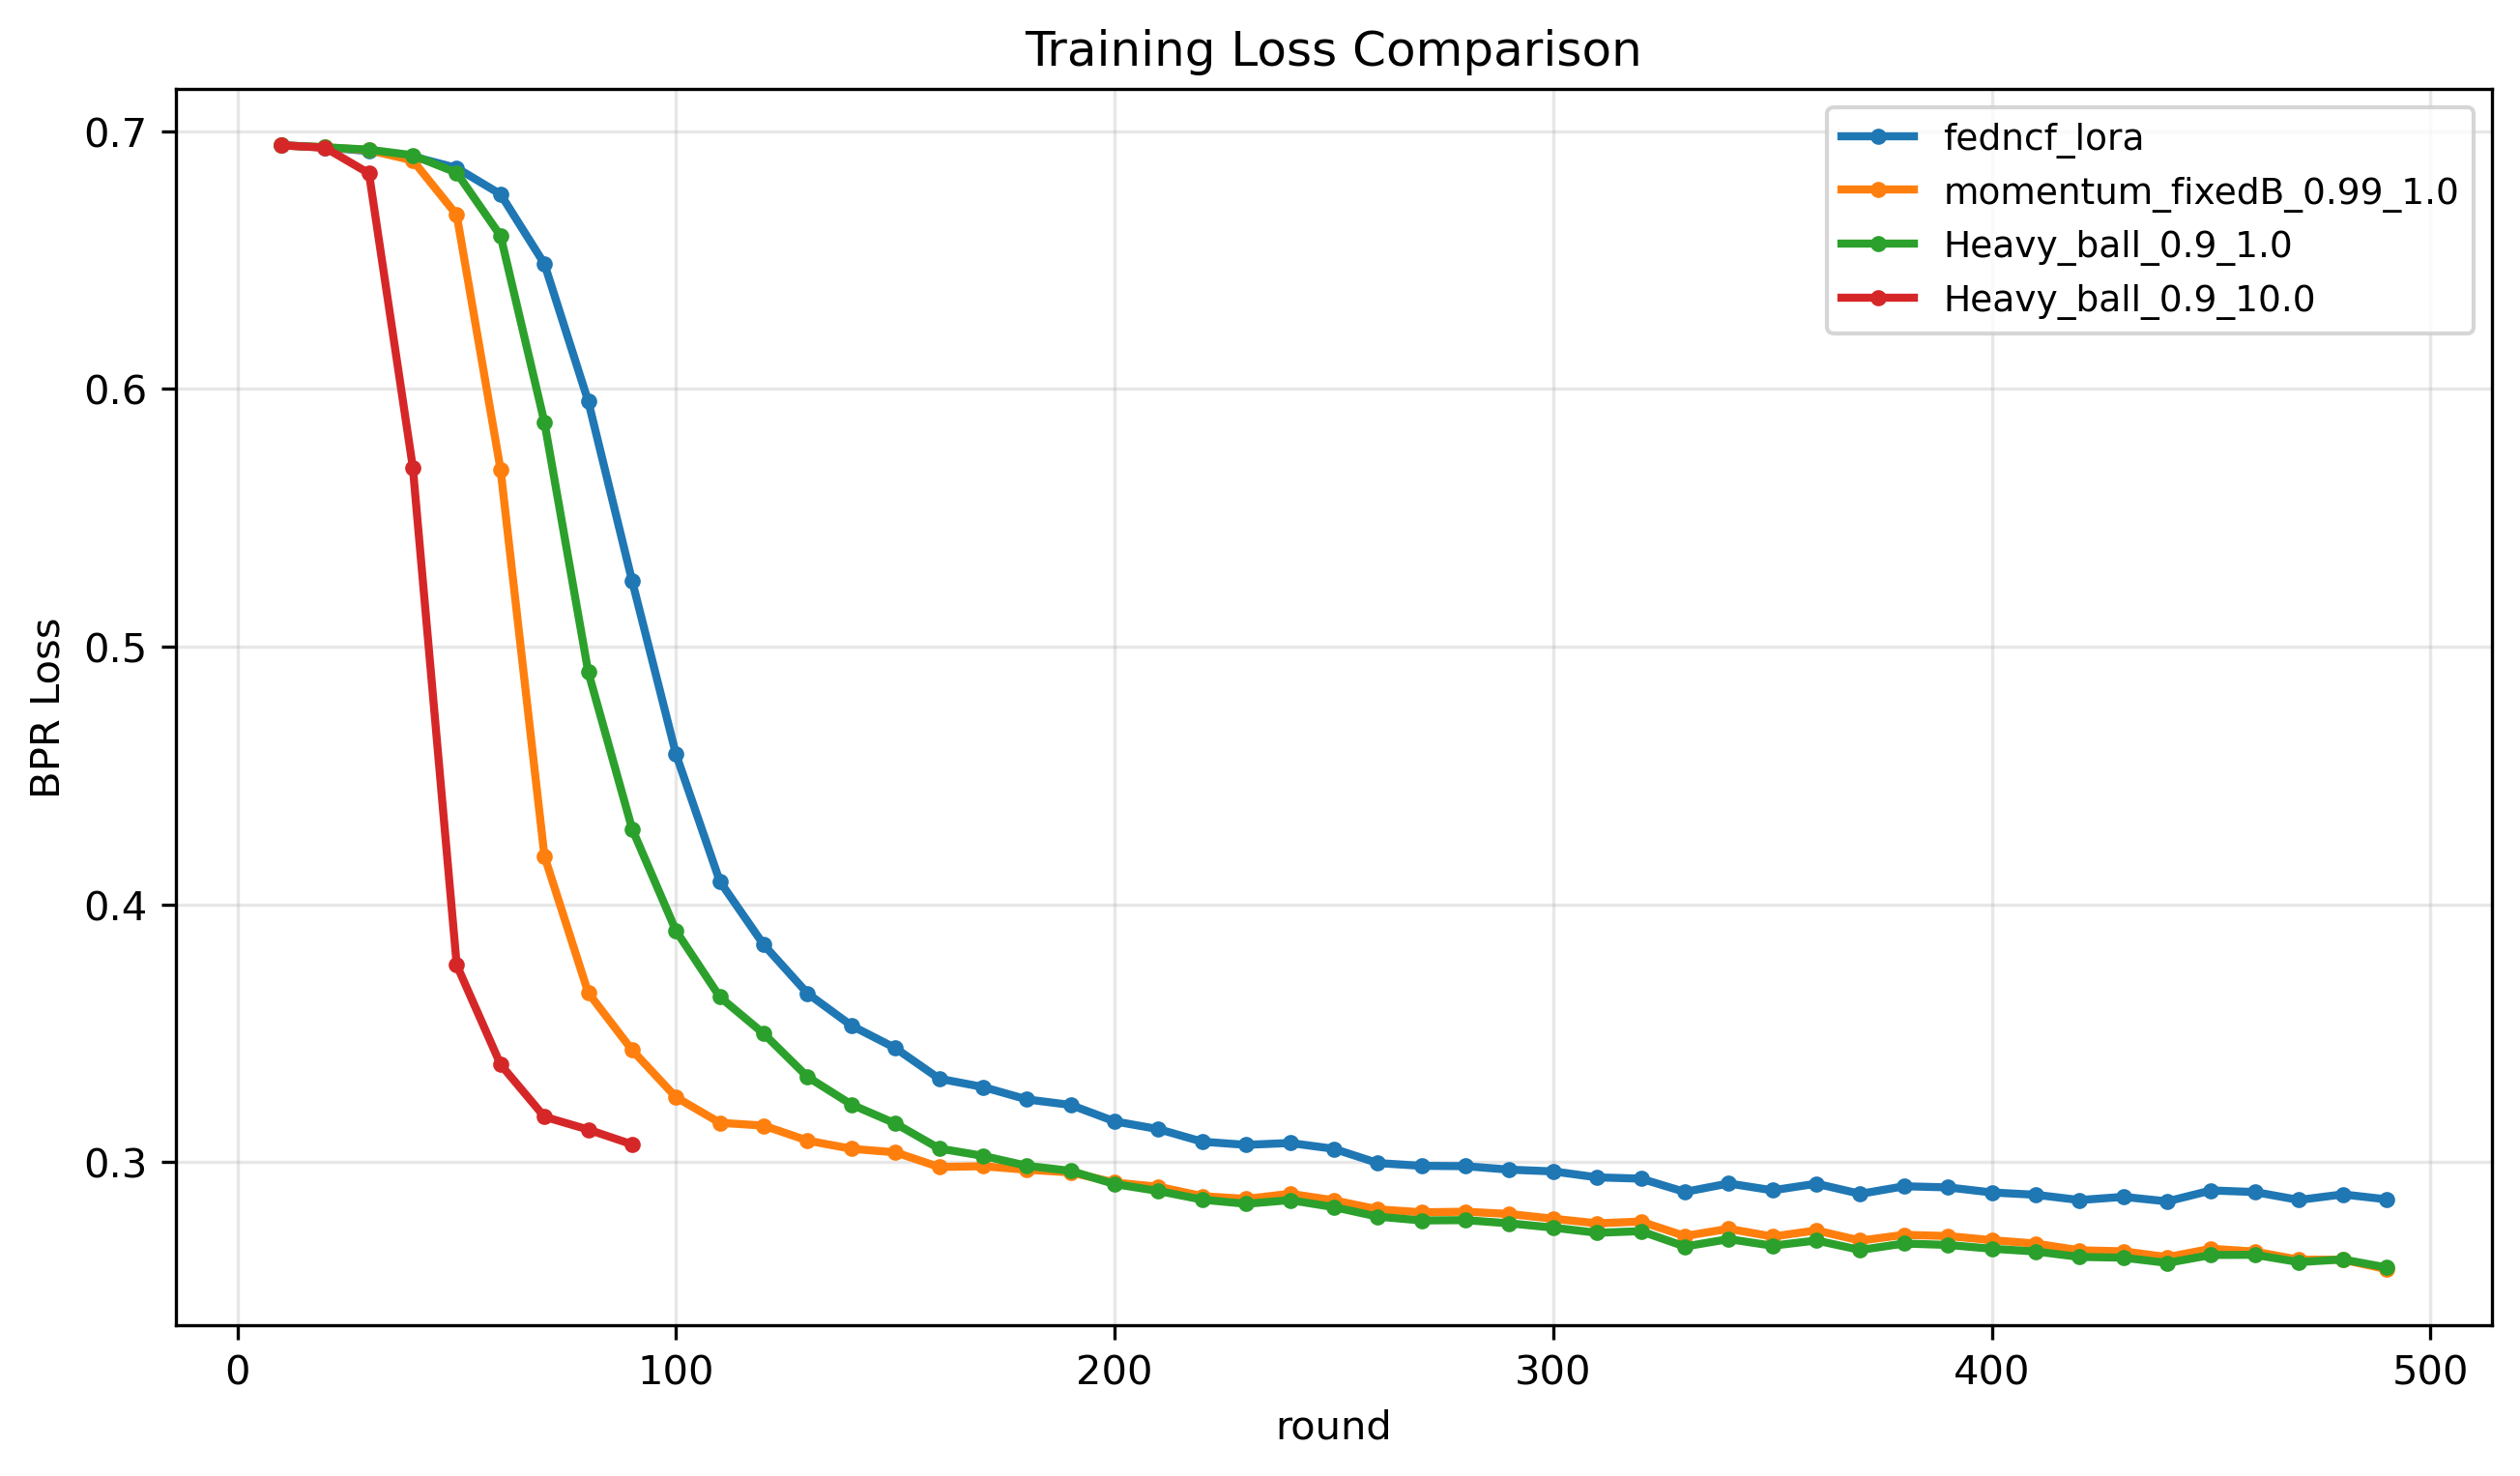 Training Loss Comparison
fedncf_lora
momentum_fixedB_0.99_1.0
Heavy_ball_0.9_1.0
Heavy_ball_0.9_10.0
BPR Loss
0.7
0.6
0.5
0.4
0.3
0 100 200 300 400 500
round